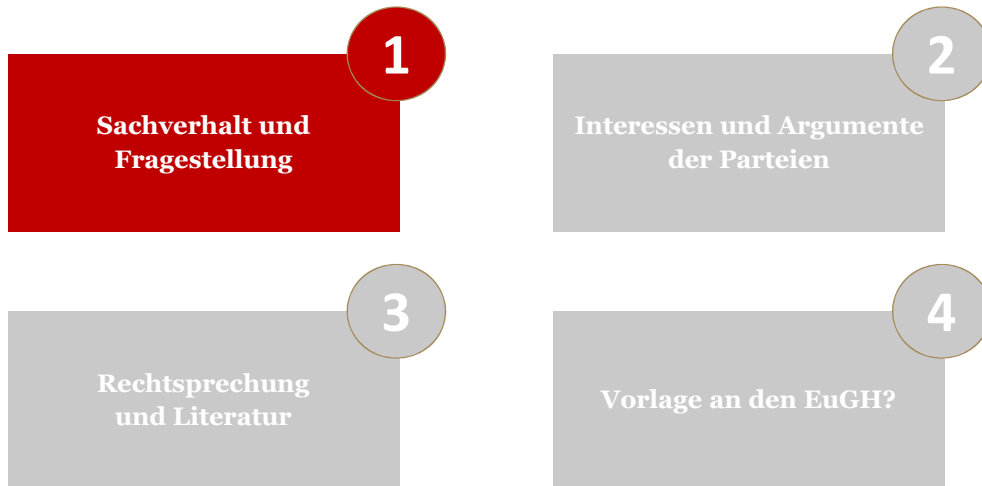 1
Sachverhalt und
Fragestellung
2
Interessen und Argumente
der Parteien
3
Rechtsprechung
und Literatur
4
Vorlage an den EuGH?